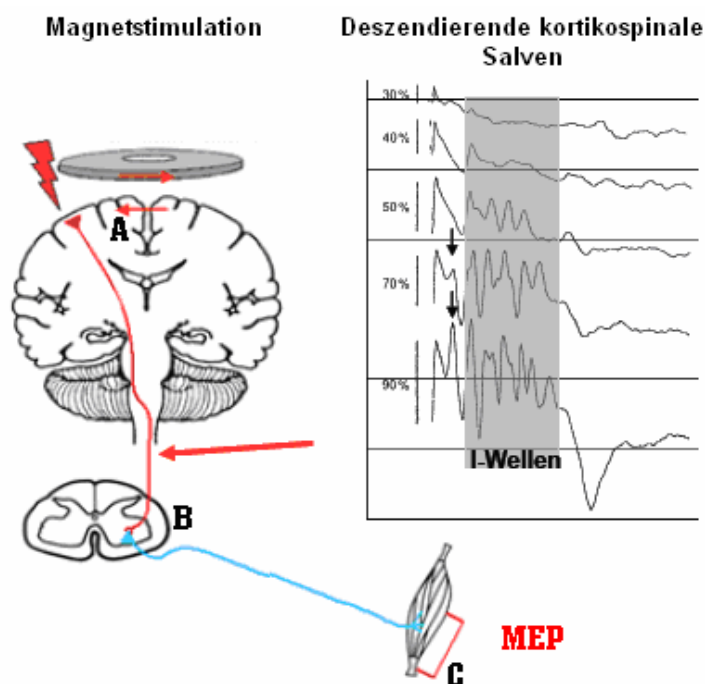 Magnetstimulation
Deszendierende kortikospinale
Salven
30%
40%
50%
70%
90%
I-Wellen
A
B
C
MEP